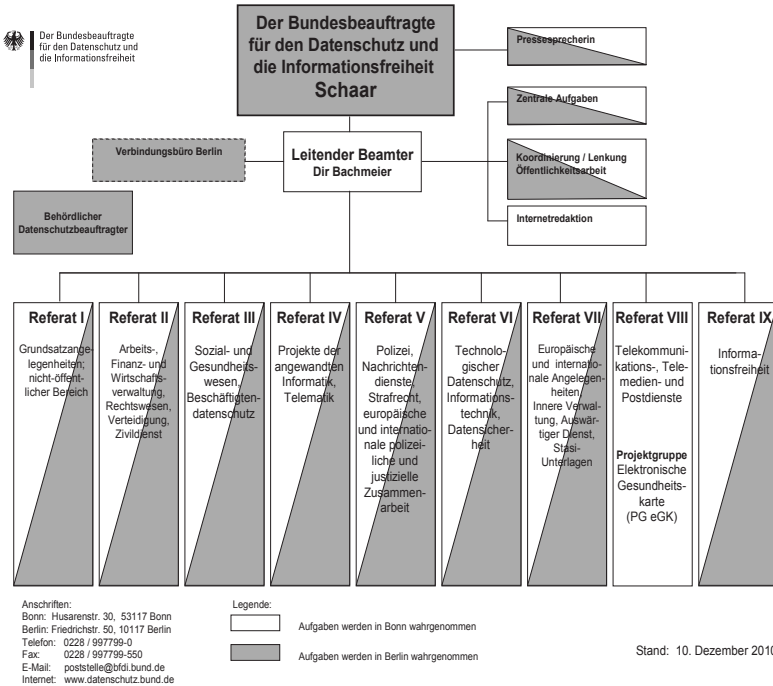 Der Bundesbeauftragte
für den Datenschutz und
die Informationsfreiheit
Der Bundesbeauftragte
für den Datenschutz und
die Informationsfreiheit
Schaar
Pressesprecherin
Zentrale Aufgaben
Verbindungsbüro Berlin
Leitender Beamter
Dir Bachmeier
Koordinierung / Lenkung
Öffentlichkeitsarbeit
Internetredaktion
Behördlicher
Datenschutzbeauftragter
Referat I
Grundsatzange-
legenheiten;
nicht-öffent-
licher Bereich
Referat II
Arbeits-,
Finanz- und
Wirtschafts-
verwaltung,
Rechtswesen,
Verteidigung,
Zivildienst
Referat III
Sozial- und
Gesundheits-
wesen,
Beschäftigten-
datenschutz
Referat IV
Projekte der
angewandten
Informatik,
Telematik
Referat V
Polizei,
Nachrichten-
dienste,
Strafrecht,
europäische
und internatio-
nale polizei-
liche und
justizielle
Zusammen-
arbeit
Referat VI
Technolo-
gischer
Datenschutz,
Informations-
technik,
Datensicher-
heit
Referat VII
Europäische
und internatio-
nale Angelegen-
heiten,
Innere Verwal-
tung, Auswär-
tiger Dienst,
Stasi-
Unterlagen
Referat VIII
Telekommuni-
kations-, Tele-
medien- und
Postdienste
Projektgruppe
Elektronische
Gesundheits-
karte
(PG eGK)
Referat IX
Informa-
tionsfreiheit
Anschriften:
Bonn: Husarenstr. 30, 53117 Bonn
Berlin: Friedrichstr. 50, 10117 Berlin
Telefon: 0228 / 997799-0
Fax: 0228 / 997799-550
E-Mail: poststelle@bfdi.bund.de
Internet: www.datenschutz.bund.de
Legende:
Aufgaben werden in Bonn wahrgenommen
Aufgaben werden in Berlin wahrgenommen
Stand: 10. Dezember 2010